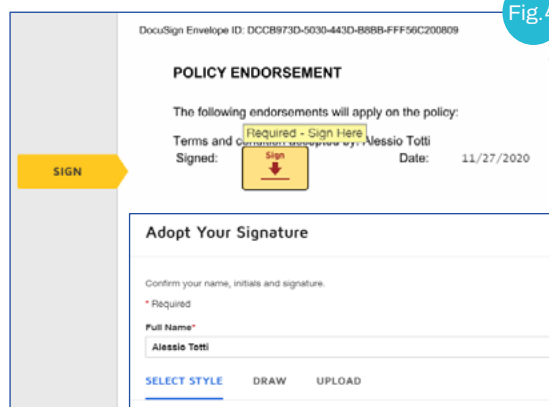 Fig.4
DocuSign Envelope ID: DCCB973D-5030-443D-B8BB-FFF56C200809
POLICY ENDORSEMENT
The following endorsements will apply on the policy:
Required - Sign Here
Terms and condition accepted by: Alessio Totti
Signed:
Sign
Date: 11/27/2020
SIGN
Adopt Your Signature
Confirm your name, initials and signature.
* Required
Full Name*
Alessio Totti
SELECT STYLE DRAW UPLOAD